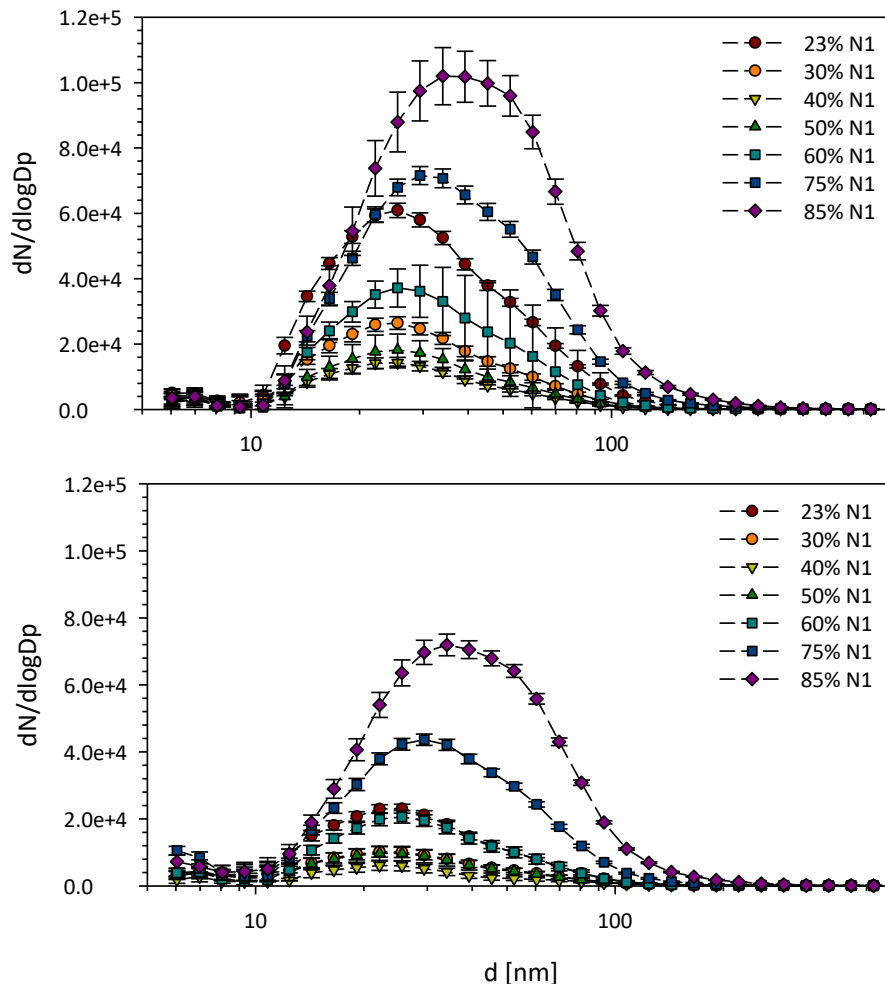 1.2e+5
1.0e+5
8.0e+4
6.0e+4
4.0e+4
2.0e+4
0.0
dN/dlogDp
10
100
23% N1
30% N1
40% N1
50% N1
60% N1
75% N1
85% N1
1.2e+5
1.0e+5
8.0e+4
6.0e+4
4.0e+4
2.0e+4
0.0
dN/dlogDp
10
100
23% N1
30% N1
40% N1
50% N1
60% N1
75% N1
85% N1
d [nm]